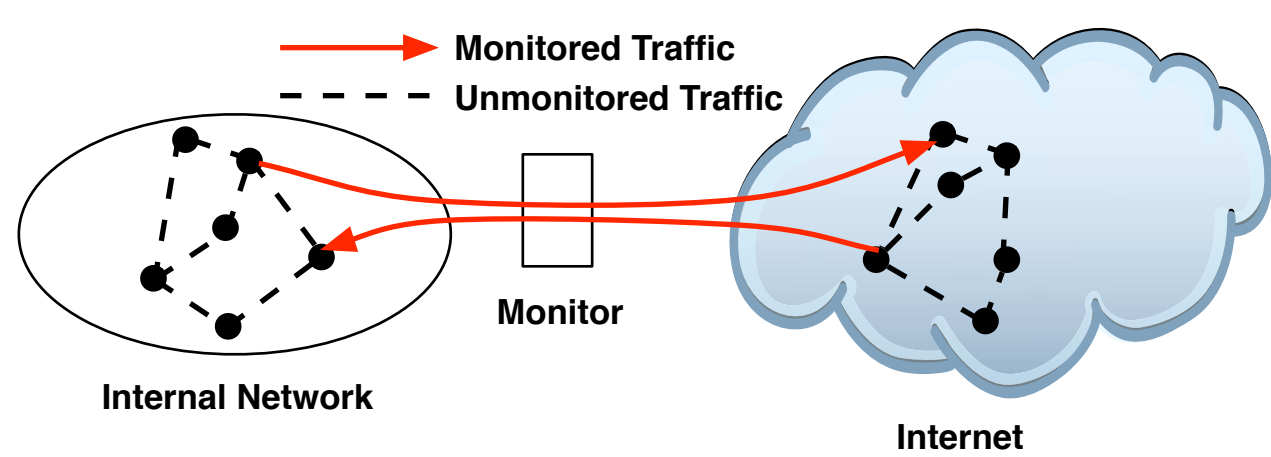 Monitored Traffic
Unmonitored Traffic
Monitor
Internal Network
Internet